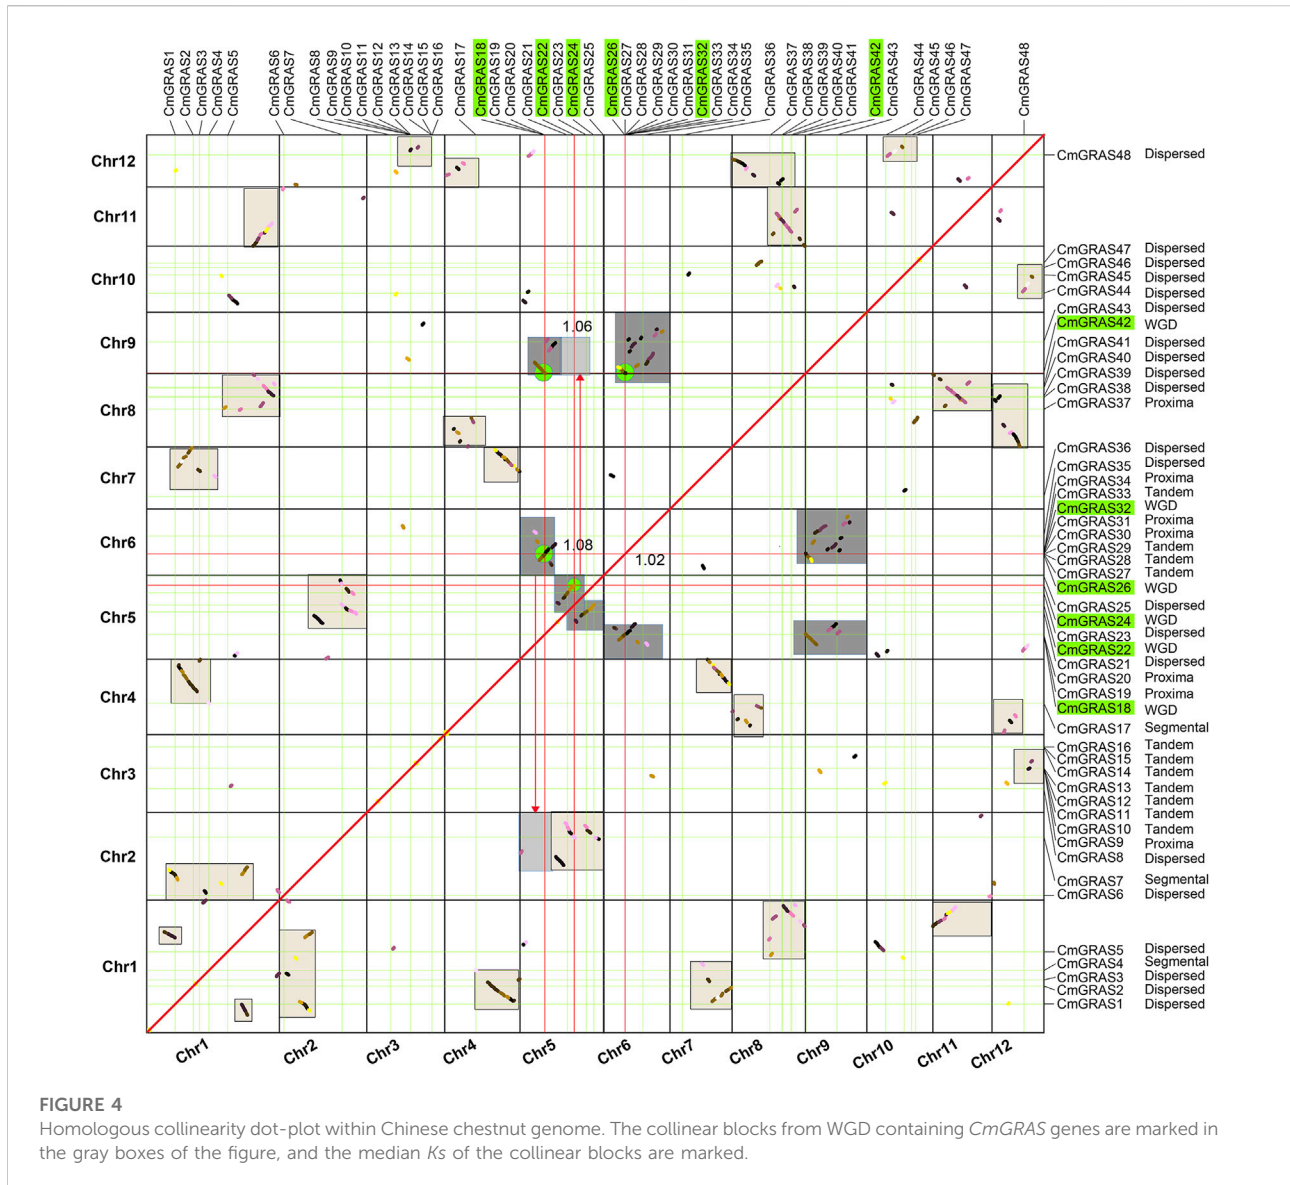 CmGRAS1
CmGRAS2
CmGRAS3
CmGRAS4
CmGRAS5
CmGRAS6
CmGRAS7
CmGRAS8
CmGRAS9
CmGRAS10
CmGRAS11
CmGRAS12
CmGRAS13
CmGRAS14
CmGRAS15
CmGRAS16
CmGRAS17
CmGRAS18
CmGRAS19
CmGRAS20
CmGRAS21
CmGRAS22
CmGRAS23
CmGRAS24
CmGRAS25
CmGRAS26
CmGRAS27
CmGRAS28
CmGRAS29
CmGRAS30
CmGRAS31
CmGRAS32
CmGRAS33
CmGRAS34
CmGRAS35
CmGRAS36
CmGRAS37
CmGRAS38
CmGRAS39
CmGRAS40
CmGRAS41
CmGRAS42
CmGRAS43
CmGRAS44
CmGRAS45
CmGRAS46
CmGRAS47
CmGRAS48
Chr12
Chr11
Chr10
Chr9
Chr8
Chr7
Chr6
Chr5
Chr4
Chr3
Chr2
Chr1
1.06
1.08
1.02
CmGRAS48 Dispersed
CmGRAS47 Dispersed
CmGRAS46 Dispersed
CmGRAS45 Dispersed
CmGRAS44 Dispersed
CmGRAS43 Dispersed
CmGRAS42 WGD
CmGRAS41 Dispersed
CmGRAS40 Dispersed
CmGRAS39 Dispersed
CmGRAS38 Dispersed
CmGRAS37 Proxima
CmGRAS36 Dispersed
CmGRAS35 Dispersed
CmGRAS34 Proxima
CmGRAS33 Tandem
CmGRAS32 WGD
CmGRAS31 Proxima
CmGRAS30 Proxima
CmGRAS29 Tandem
CmGRAS28 Tandem
CmGRAS27 Tandem
CmGRAS26 WGD
CmGRAS25 Dispersed
CmGRAS24 WGD
CmGRAS23 Dispersed
CmGRAS22 WGD
CmGRAS21 Dispersed
CmGRAS20 Proxima
CmGRAS19 Proxima
CmGRAS18 WGD
CmGRAS17 Segmental
CmGRAS16 Tandem
CmGRAS15 Tandem
CmGRAS14 Tandem
CmGRAS13 Tandem
CmGRAS12 Tandem
CmGRAS11 Tandem
CmGRAS10 Tandem
CmGRAS9 Proxima
CmGRAS8 Dispersed
CmGRAS7 Segmental
CmGRAS6 Dispersed
CmGRAS5 Dispersed
CmGRAS4 Segmental
CmGRAS3 Dispersed
CmGRAS2 Dispersed
CmGRAS1 Dispersed
Chr1
Chr2
Chr3
Chr4
Chr5
Chr6
Chr7
Chr8
Chr9
Chr10
Chr11
Chr12
FIGURE 4
Homologous collinearity dot-plot within Chinese chestnut genome. The collinear blocks from WGD containing CmGRAS genes are marked in
the gray boxes of the figure, and the median Ks of the collinear blocks are marked.